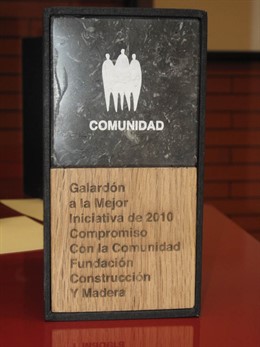 COMUNIDAD
Galardón
a la Mejor
Iniciativa de 2010
Compromiso
Con la Comunidad
Fundación
Construcción
Y Madera